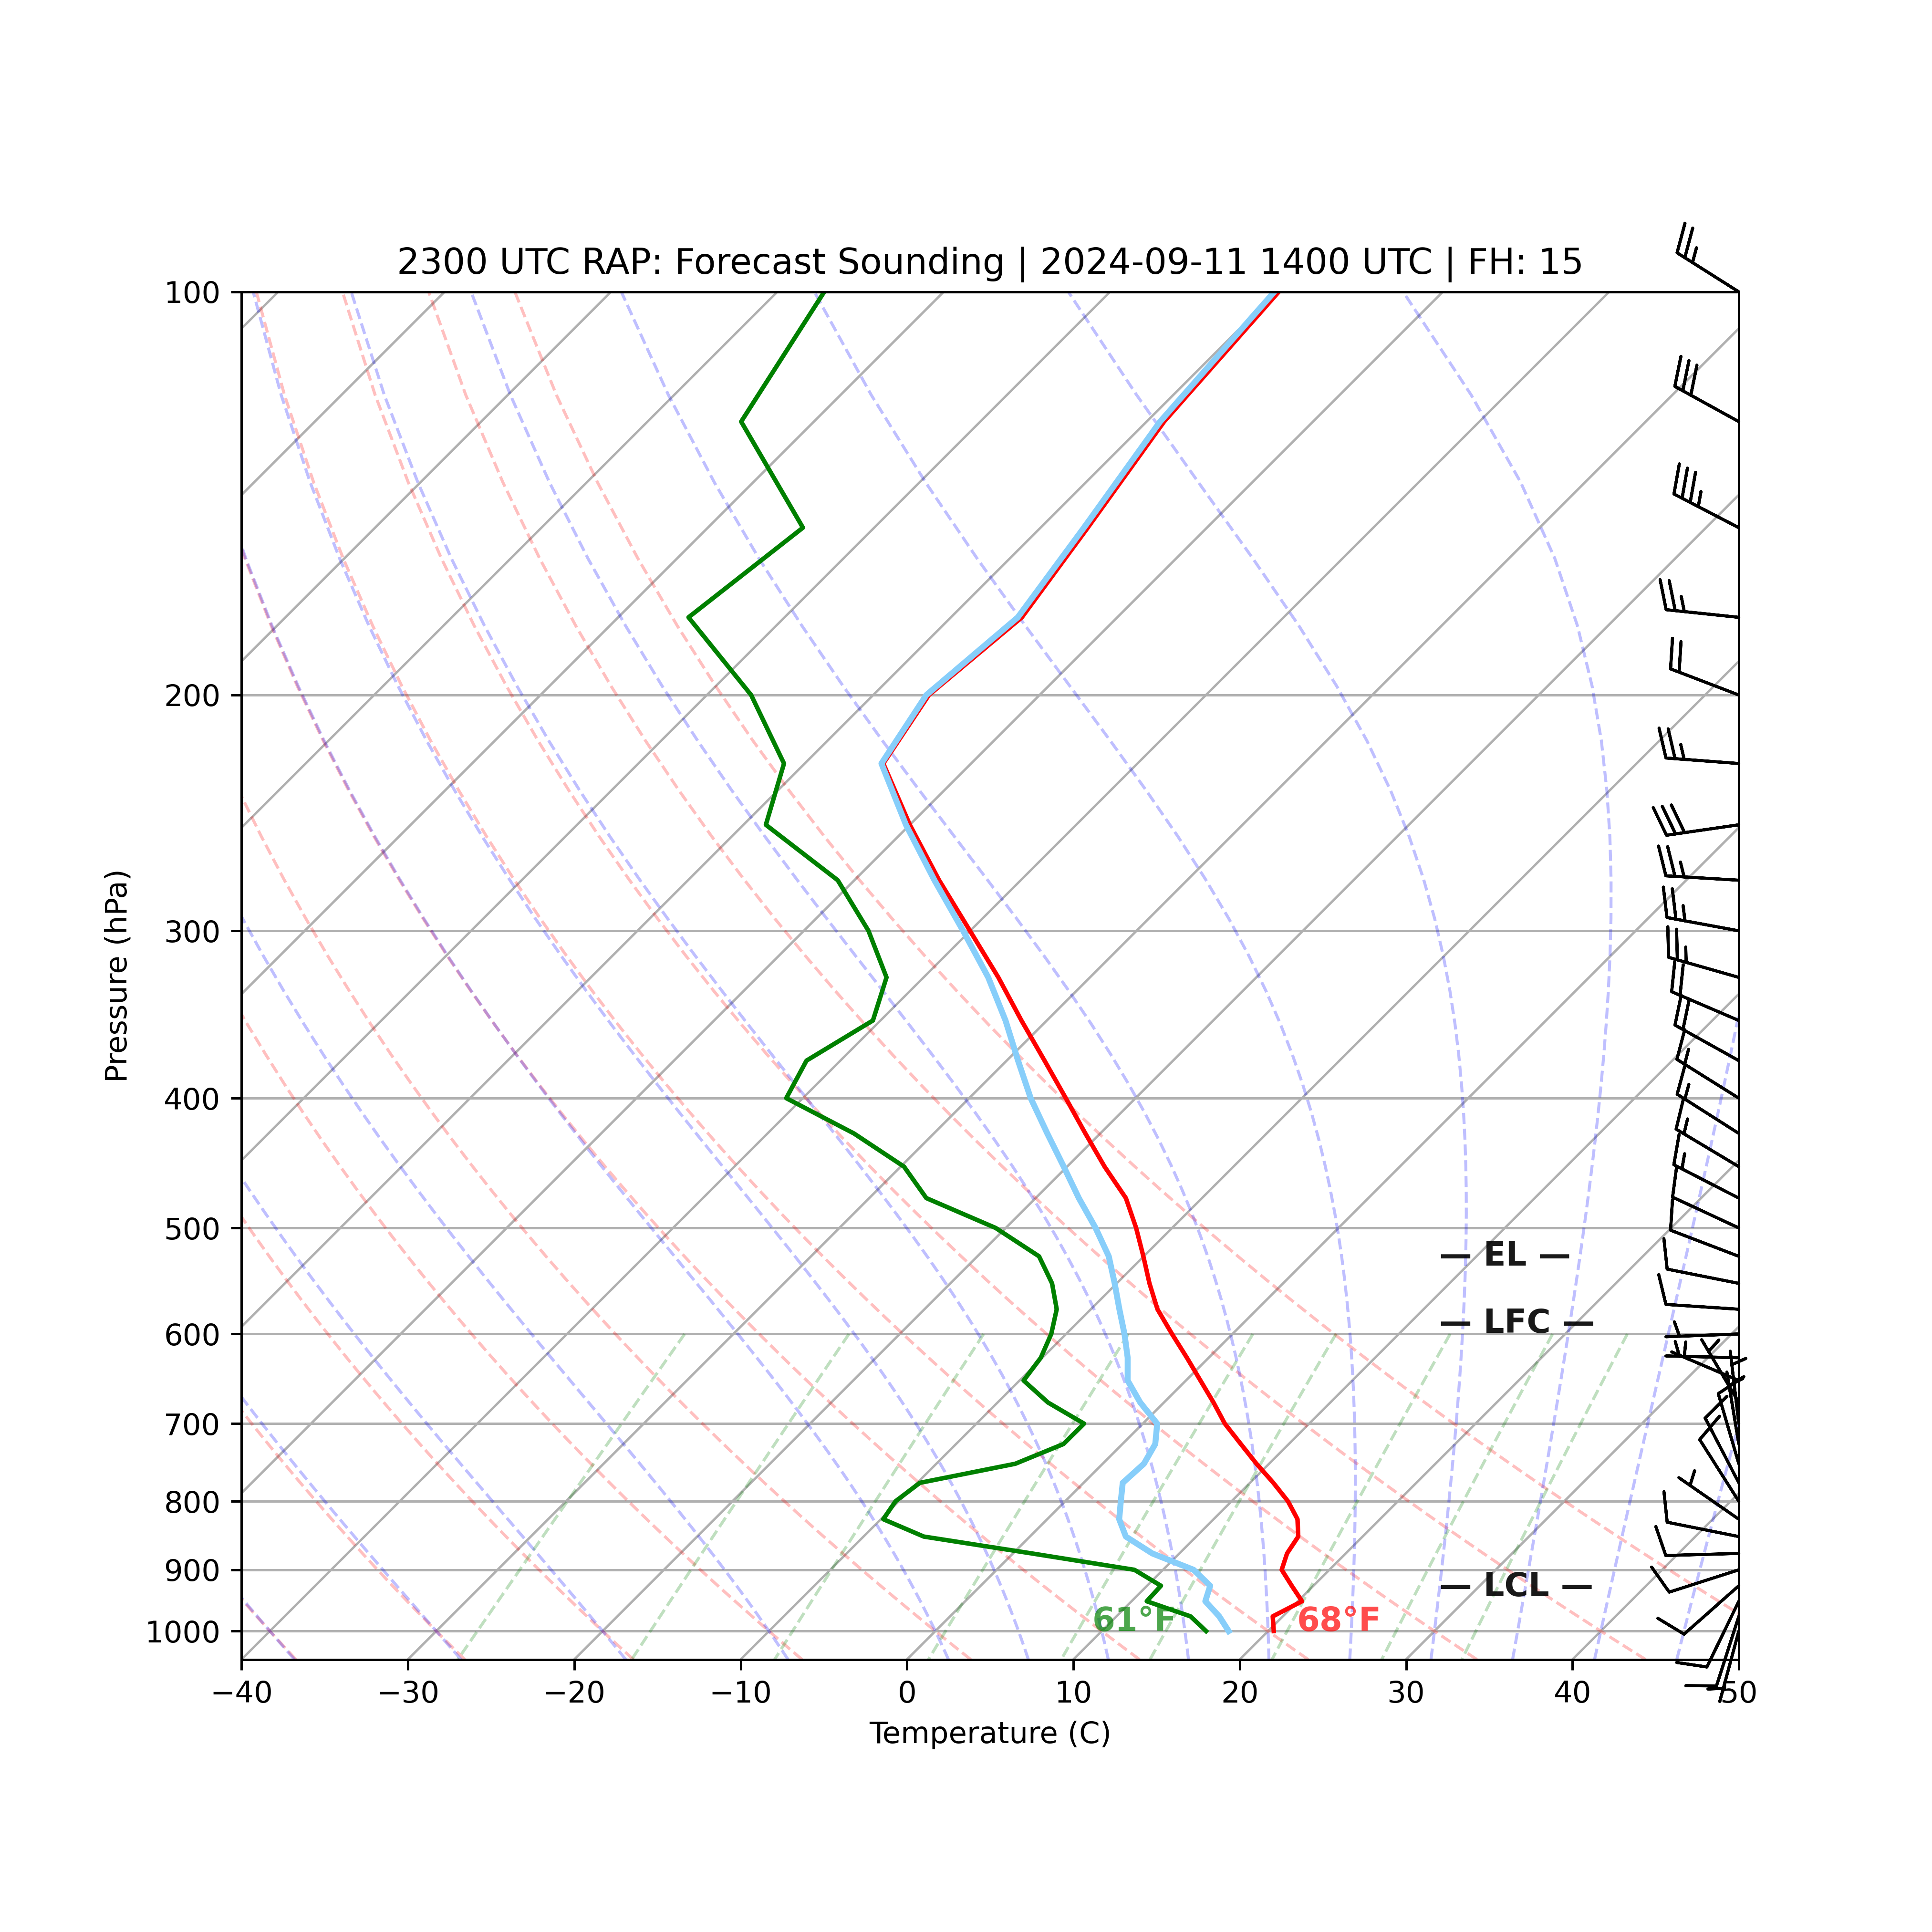 2300 UTC RAP: Forecast Sounding | 2024-09-11 1400 UTC | FH: 15
100
200
300
400
500
600
700
800
900
1000
Pressure (hPa)
— EL —
— LFC —
— LCL —
61°F
68°F
−40 −30 −20 −10 0 10 20 30 40 50
Temperature (C)